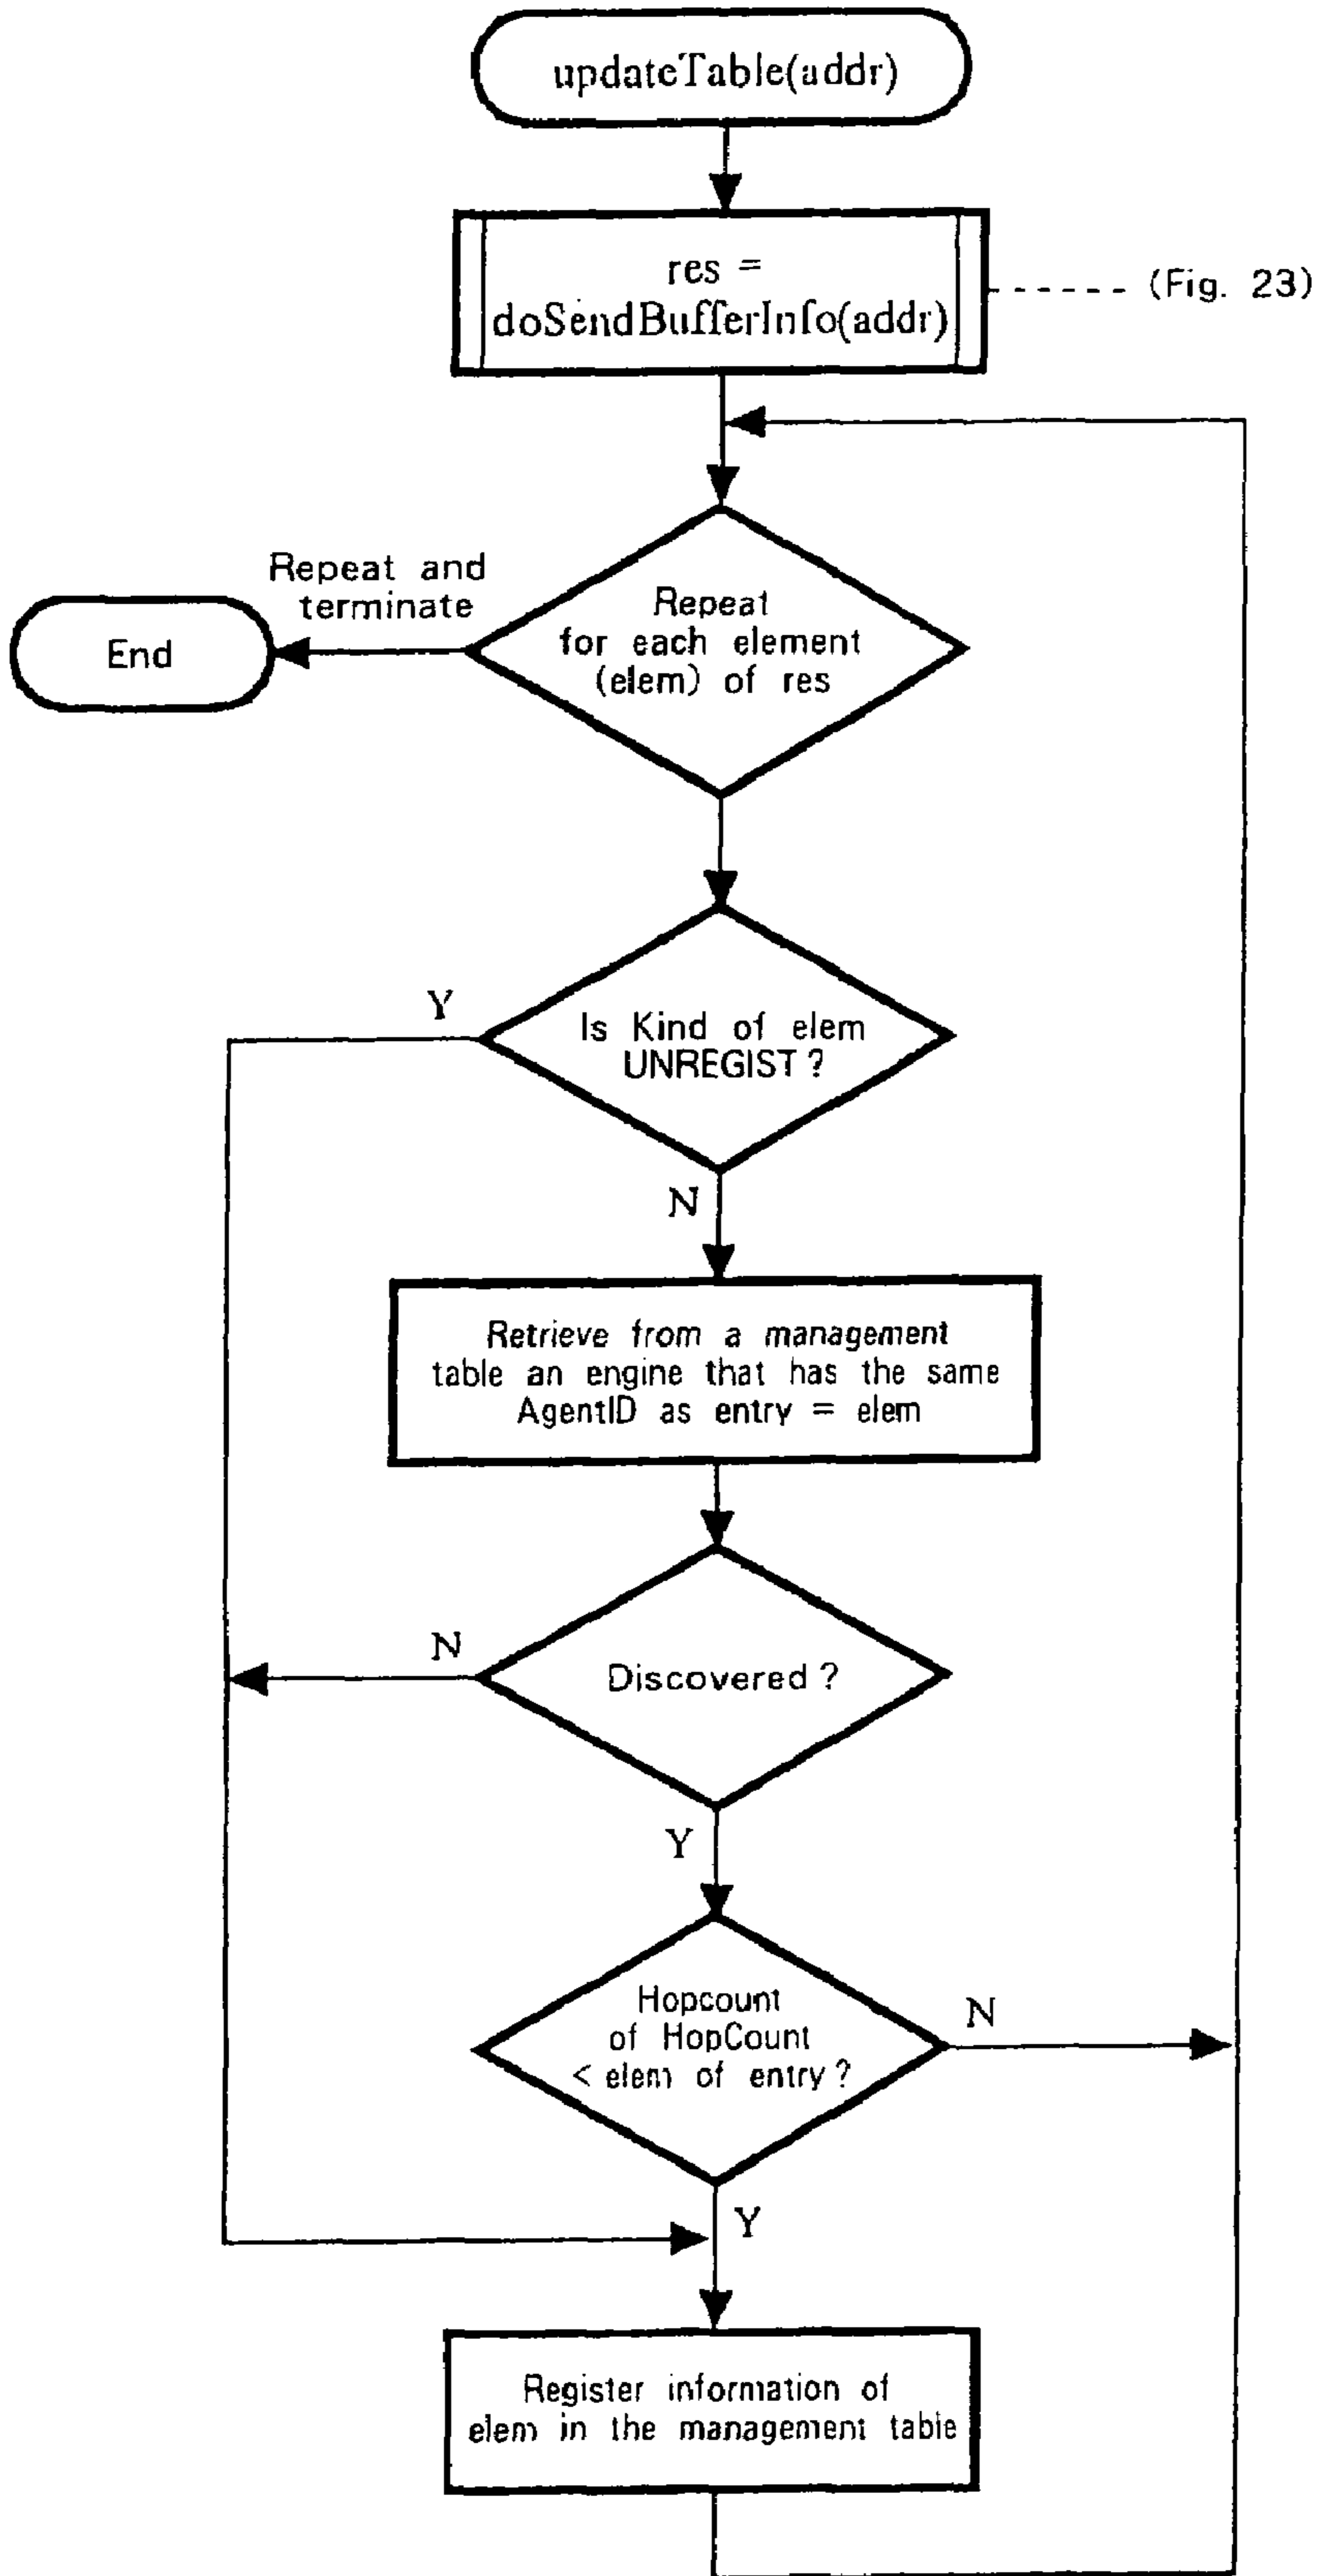 updateTable(addr)
res =
doSendBufferInfo(addr)
(Fig. 23)
Repeat and
terminate
End
Repeat
for each element
(elem) of res
Y
Is Kind of elem
UNREGIST?
N
Retrieve from a management
table an engine that has the same
AgentID as entry = elem
N
Discovered?
Y
Hopcount
of HopCount
< elem of entry?
N
Y
Register information of
elem in the management table